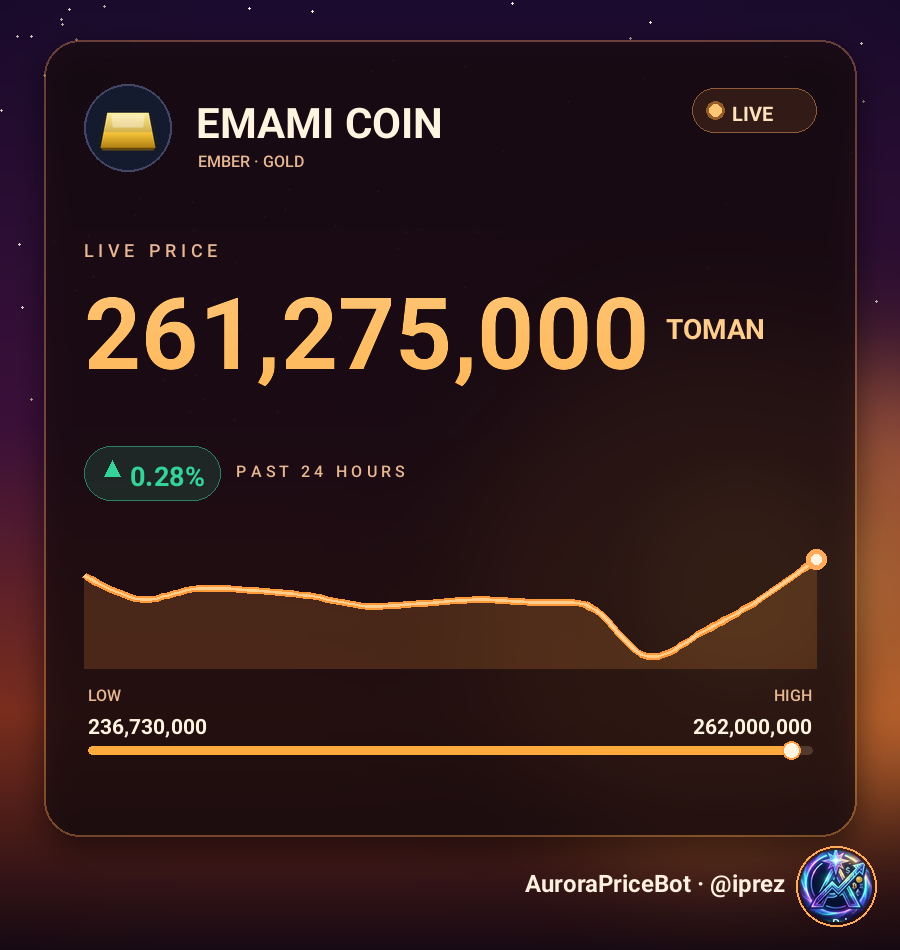 EMAMI COIN
LIVE
EMBER · GOLD
LIVE PRICE
261,275,000 TOMAN
▲ 0.28% PAST 24 HOURS
LOW HIGH
236,730,000 262,000,000
AuroraPriceBot · @iprez